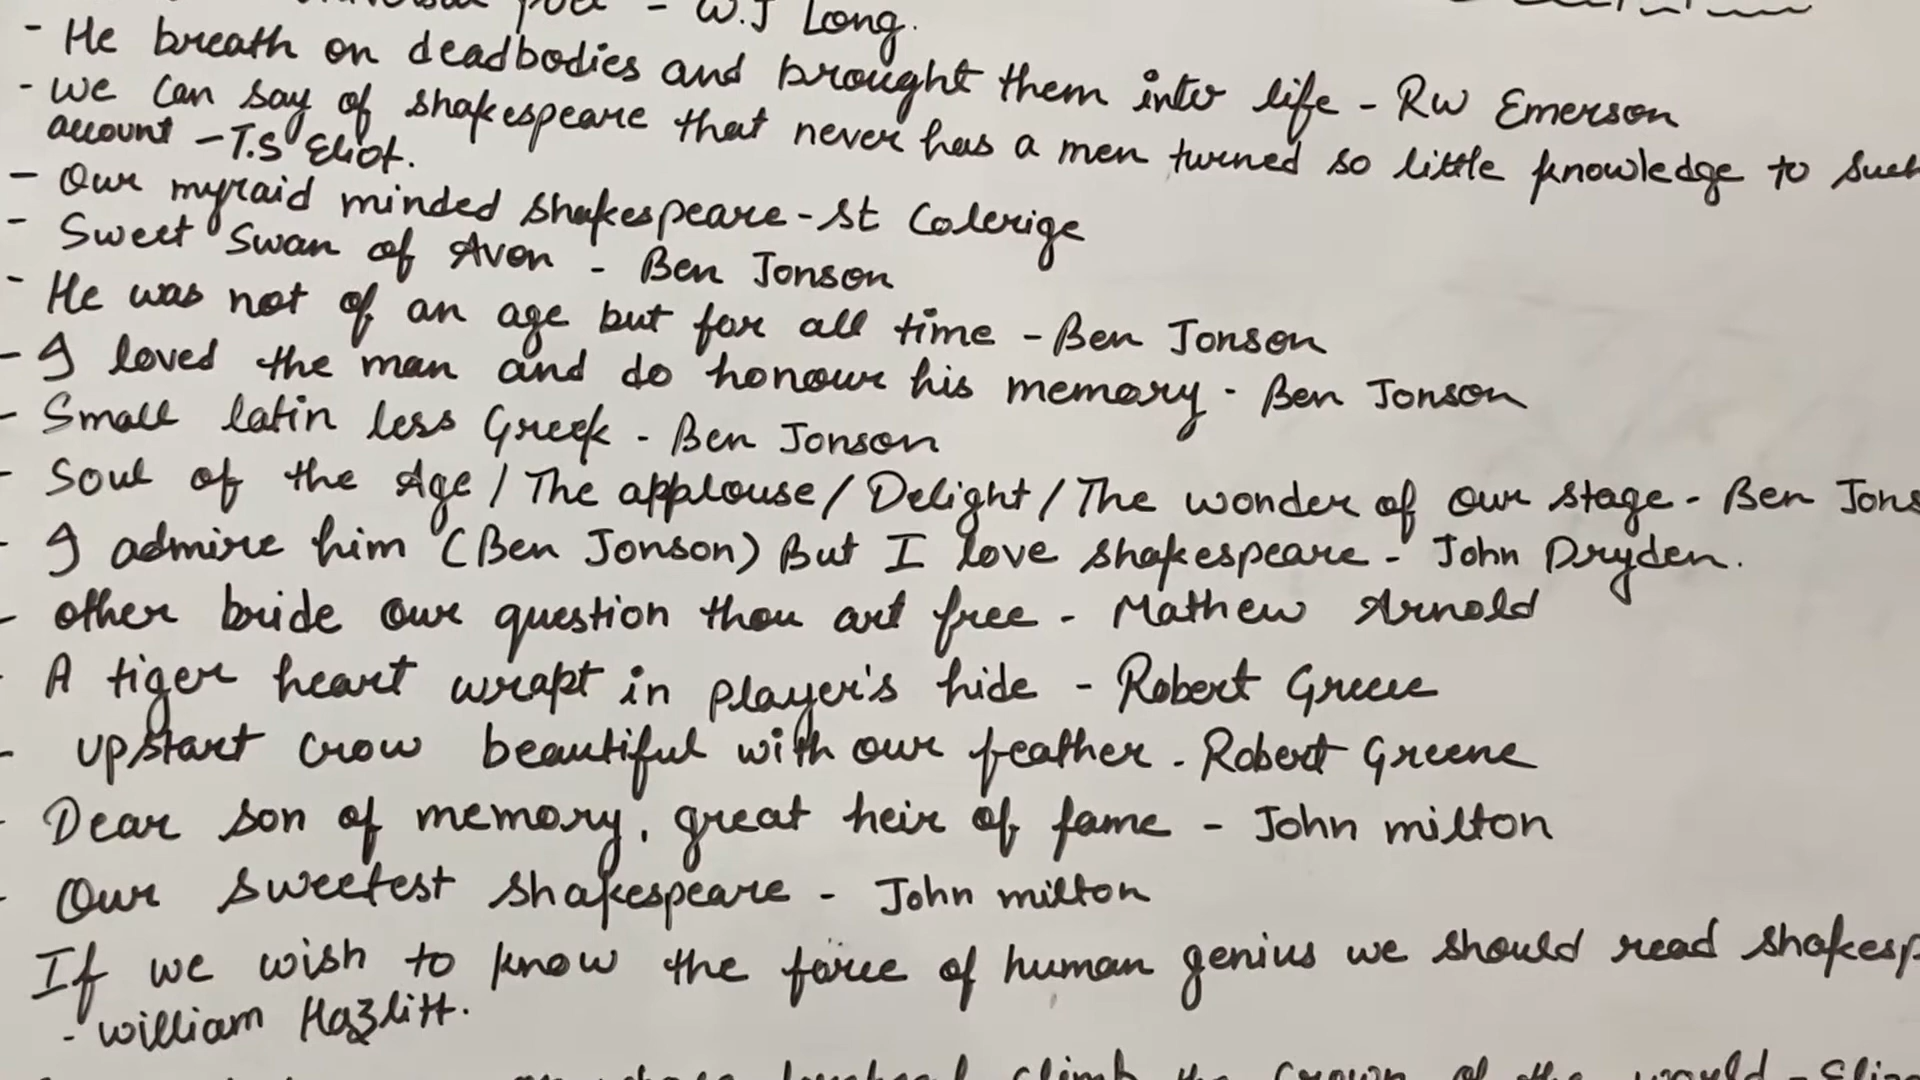 - W.J Long.
- He breath on deadbodies and brought them into life - RW Emerson
- we can say of shakespeare that never has a men turned so little knowledge to such
account - T.S Eliot.
- Our myraid minded shakespeare - st Colerige
- Sweet Swan of Avon - Ben Jonson
- He was not of an age but for all time - Ben Jonson
- I loved the man and do honour his memory - Ben Jonson
- Small latin less Greek - Ben Jonson
- Soul of the Age / The applouse / Delight / The wonder of our stage - Ben Jons
- I admire him (Ben Jonson) But I love shakespeare - John Dryden.
- other bride our question thou art free - Mathew Arnold
- A tiger heart wrapt in player's hide - Robert Greene
- upstart crow beautiful with our feather - Robert Greene
- Dear son of memory, great heir of fame - John milton
- Our sweetest shakespeare - John milton
If we wish to know the force of human genius we should read shakesp
- william Hazlitt.
climb the crown of the world -